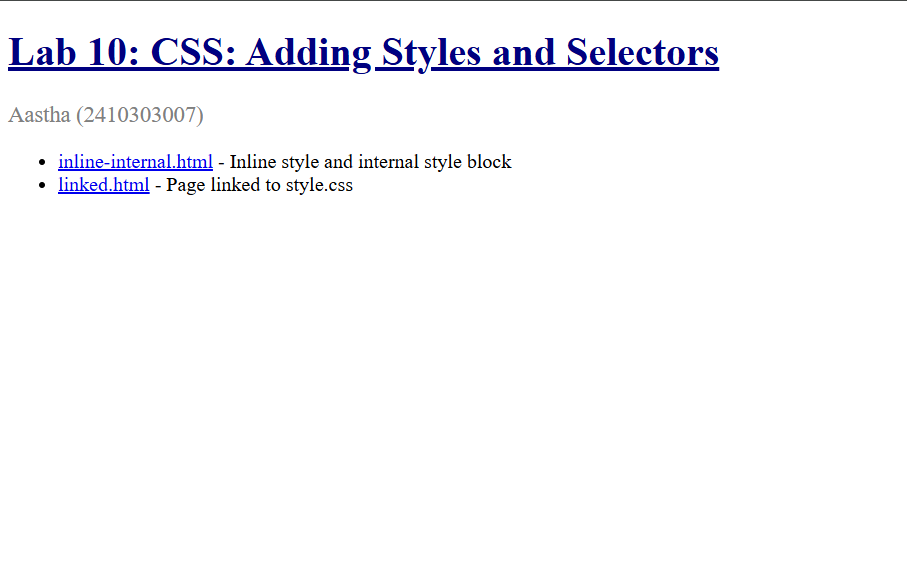 Lab 10: CSS: Adding Styles and Selectors
Aastha (2410303007)
• inline-internal.html - Inline style and internal style block
• linked.html - Page linked to style.css